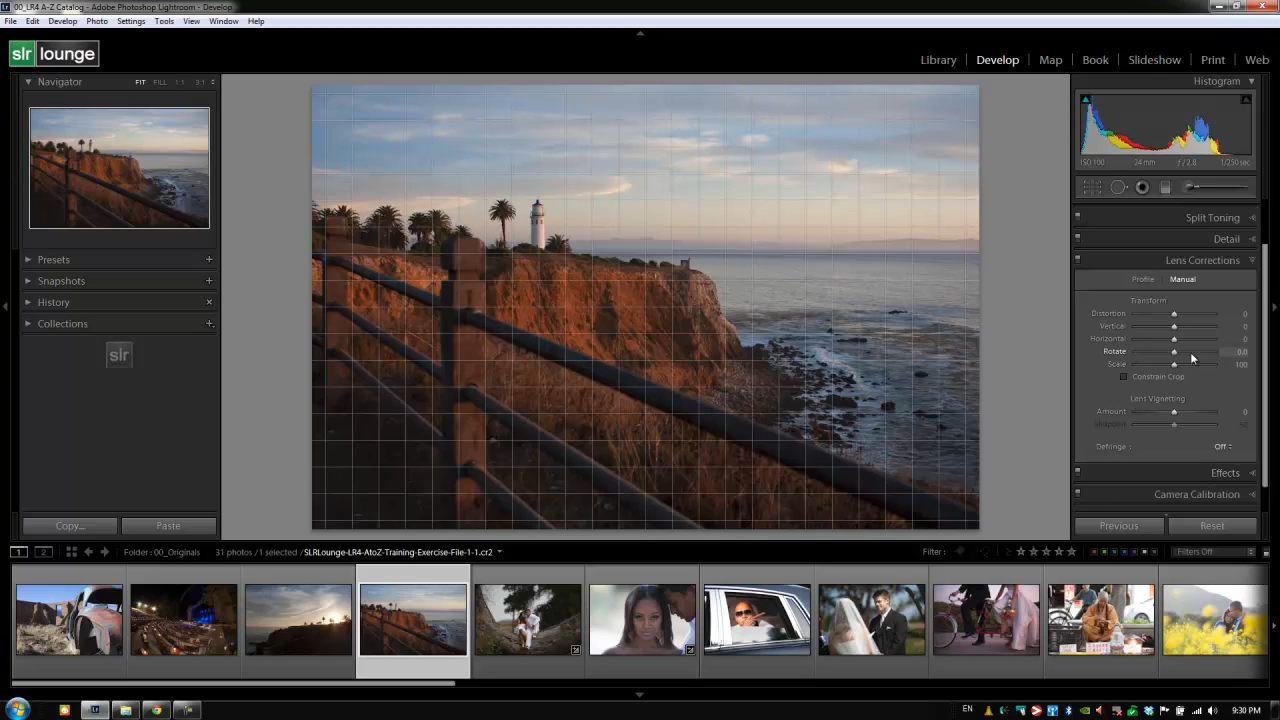 00_LR4 A-Z Catalog - Adobe Photoshop Lightroom - Develop
File Edit Develop Photo Settings Tools View Window Help
slr lounge
Library Develop Map Book Slideshow Print Web
Navigator FIT FILL 1:1 3:1
Histogram
ISO 100 24 mm f / 2.8 1/250 sec
Split Toning
Detail
Lens Corrections
Profile Manual
Transform
Distortion 0
Vertical 0
Horizontal 0
Rotate 0.0
Scale 100
Constrain Crop
Lens Vignetting
Amount 0
Midpoint 50
Defringe : Off
Effects
Camera Calibration
Presets
Snapshots
History
Collections
slr
Copy... Paste
Previous Reset
1 2 Folder : 00_Originals 31 photos /1 selected /SLRLounge-LR4-AtoZ-Training-Exercise-File-1-1.cr2 Filter : Filters Off
EN 9:30 PM